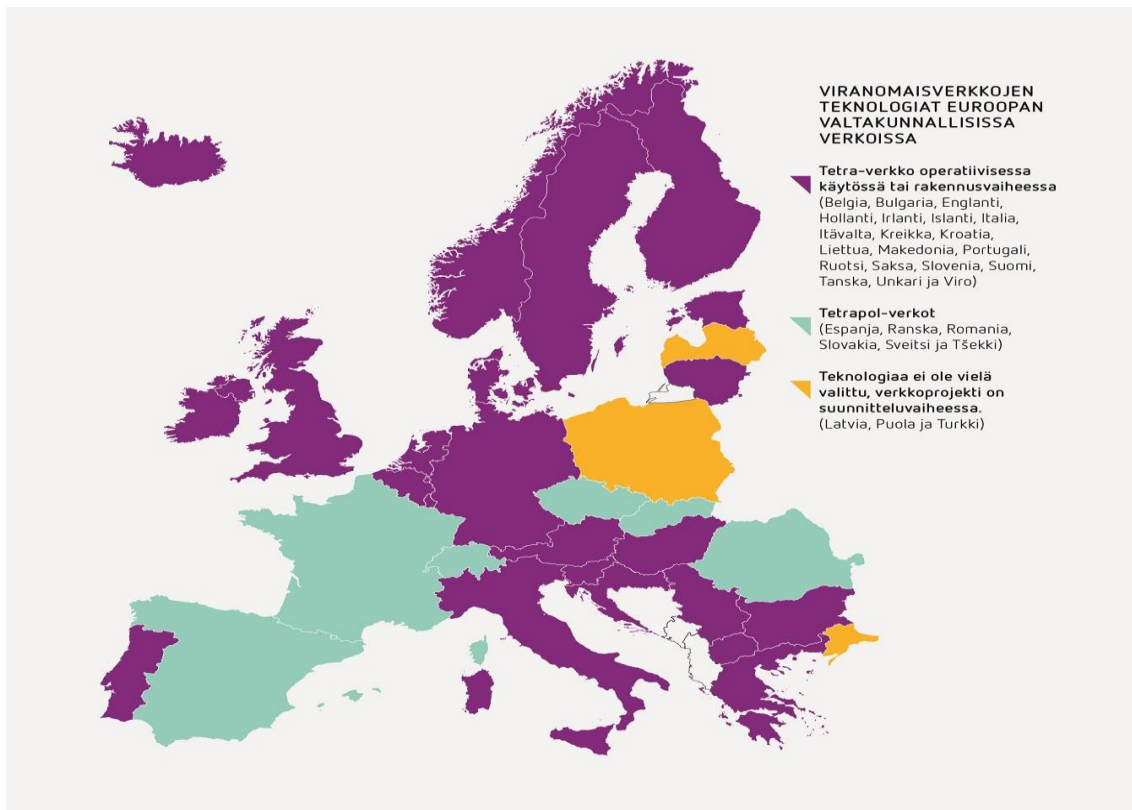 VIRANOMAISVERKKOJEN
TEKNOLOGIAT EUROOPAN
VALTAKUNNALLISISSA
VERKOISSA
Tetra-verkko operatiivisessa
käytössä tai rakennusvaiheessa
(Belgia, Bulgaria, Englanti,
Hollanti, Irlanti, Islanti, Italia,
Itävalta, Kreikka, Kroatia,
Liettua, Makedonia, Portugali,
Ruotsi, Saksa, Slovenia, Suomi,
Tanska, Unkari ja Viro)
Tetrapol-verkot
(Espanja, Ranska, Romania,
Slovakia, Sveitsi ja Tšekki)
Teknologiaa ei ole vielä
valittu, verkkoprojekti on
suunnitteluvaiheessa.
(Latvia, Puola ja Turkki)